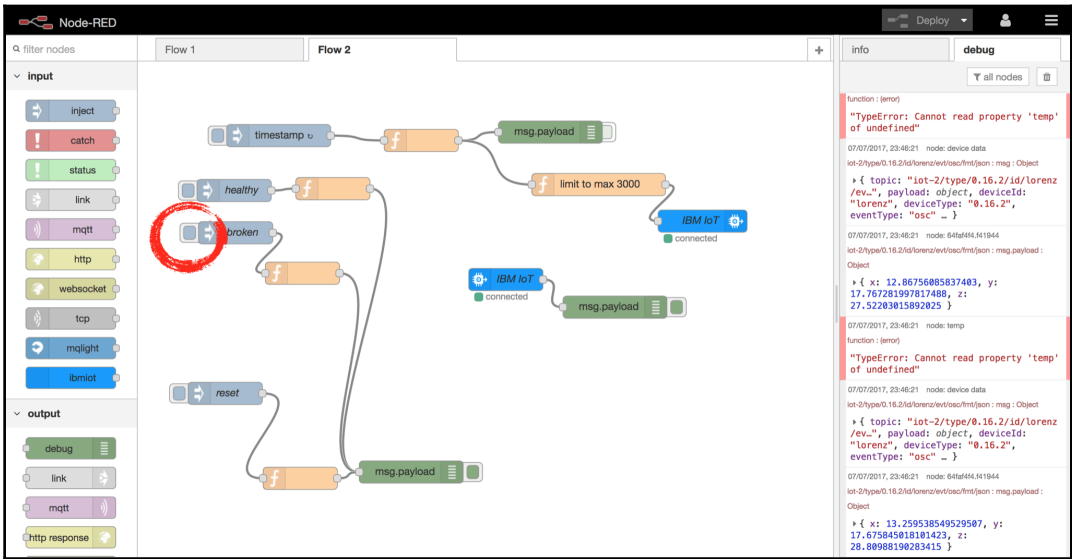 Node-RED
Deploy
filter nodes
Flow 1
Flow 2
+
info
debug
all nodes
input
inject
catch
status
link
mqtt
http
websocket
tcp
mqlight
ibmiot
output
debug
link
mqtt
http response
timestamp ↻
f
msg.payload
healthy
f
f
limit to max 3000
broken
IBM IoT
connected
f
IBM IoT
connected
msg.payload
reset
f
msg.payload
function : (error)
"TypeError: Cannot read property 'temp'
of undefined"
07/07/2017, 23:46:21 node: device data
iot-2/type/0.16.2/id/lorenz/evt/osc/fmt/json : msg : Object
{ topic: "iot-2/type/0.16.2/id/lorenz
/ev…", payload: object, deviceId:
"lorenz", deviceType: "0.16.2",
eventType: "osc" … }
07/07/2017, 23:46:21 node: 64faf4f4.f41944
iot-2/type/0.16.2/id/lorenz/evt/osc/fmt/json : msg.payload :
Object
{ x: 12.86756085837403, y:
17.767281997817488, z:
27.52203015892025 }
07/07/2017, 23:46:21 node: temp
function : (error)
"TypeError: Cannot read property 'temp'
of undefined"
07/07/2017, 23:46:21 node: device data
iot-2/type/0.16.2/id/lorenz/evt/osc/fmt/json : msg : Object
{ topic: "iot-2/type/0.16.2/id/lorenz
/ev…", payload: object, deviceId:
"lorenz", deviceType: "0.16.2",
eventType: "osc" … }
07/07/2017, 23:46:21 node: 64faf4f4.f41944
iot-2/type/0.16.2/id/lorenz/evt/osc/fmt/json : msg.payload :
Object
{ x: 13.259538549529507, y:
17.675845018101423, z:
28.80988190283415 }